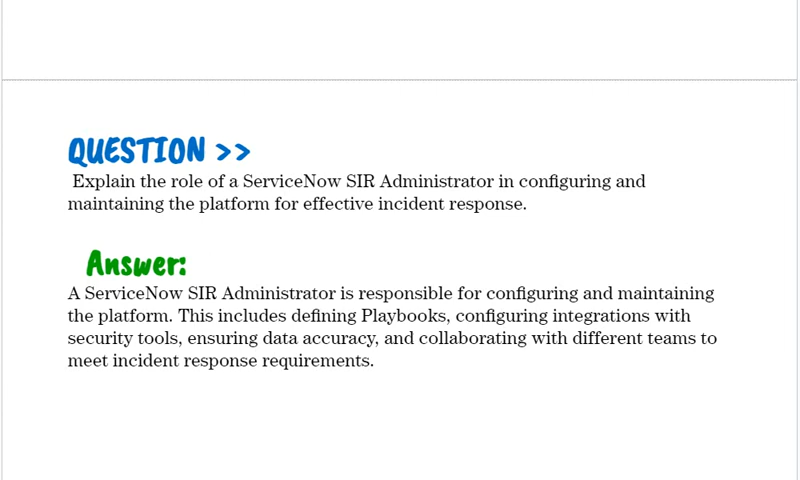 QUESTION >>
Explain the role of a ServiceNow SIR Administrator in configuring and
maintaining the platform for effective incident response.
Answer:
A ServiceNow SIR Administrator is responsible for configuring and maintaining
the platform. This includes defining Playbooks, configuring integrations with
security tools, ensuring data accuracy, and collaborating with different teams to
meet incident response requirements.